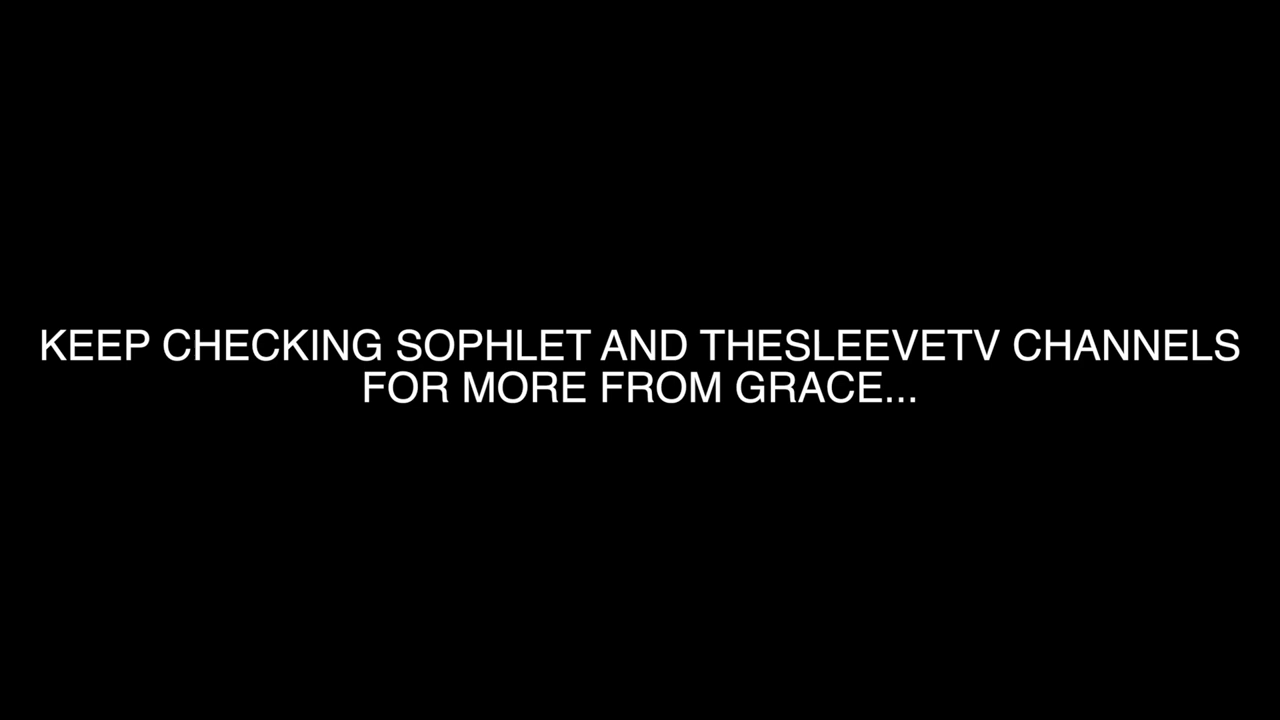 KEEP CHECKING SOPHLET AND THESLEEVETV CHANNELS
FOR MORE FROM GRACE...